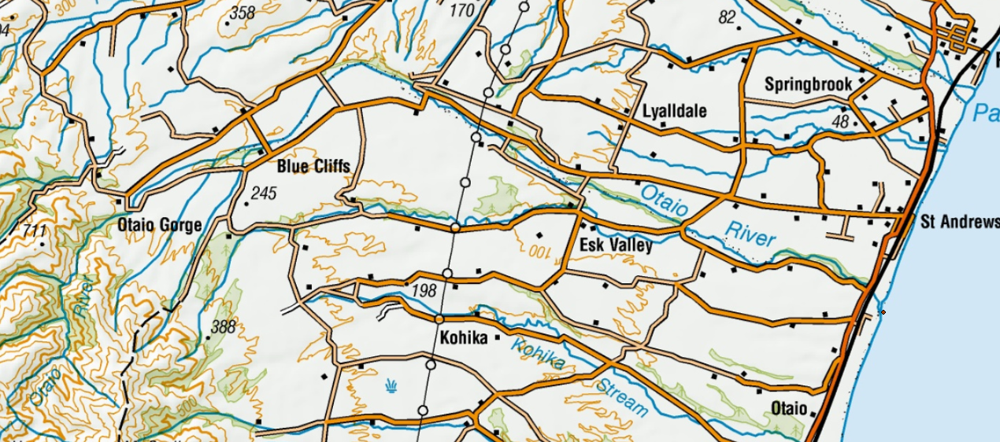 358
300
170
82
Springbrook
Lyalldale
48
Pa
Blue Cliffs
245
Otaio
River
Otaio Gorge
St Andrews
711
Esk Valley
100
River
198
388
Kohika
Kohika
Stream
Otaio
500
Otaio